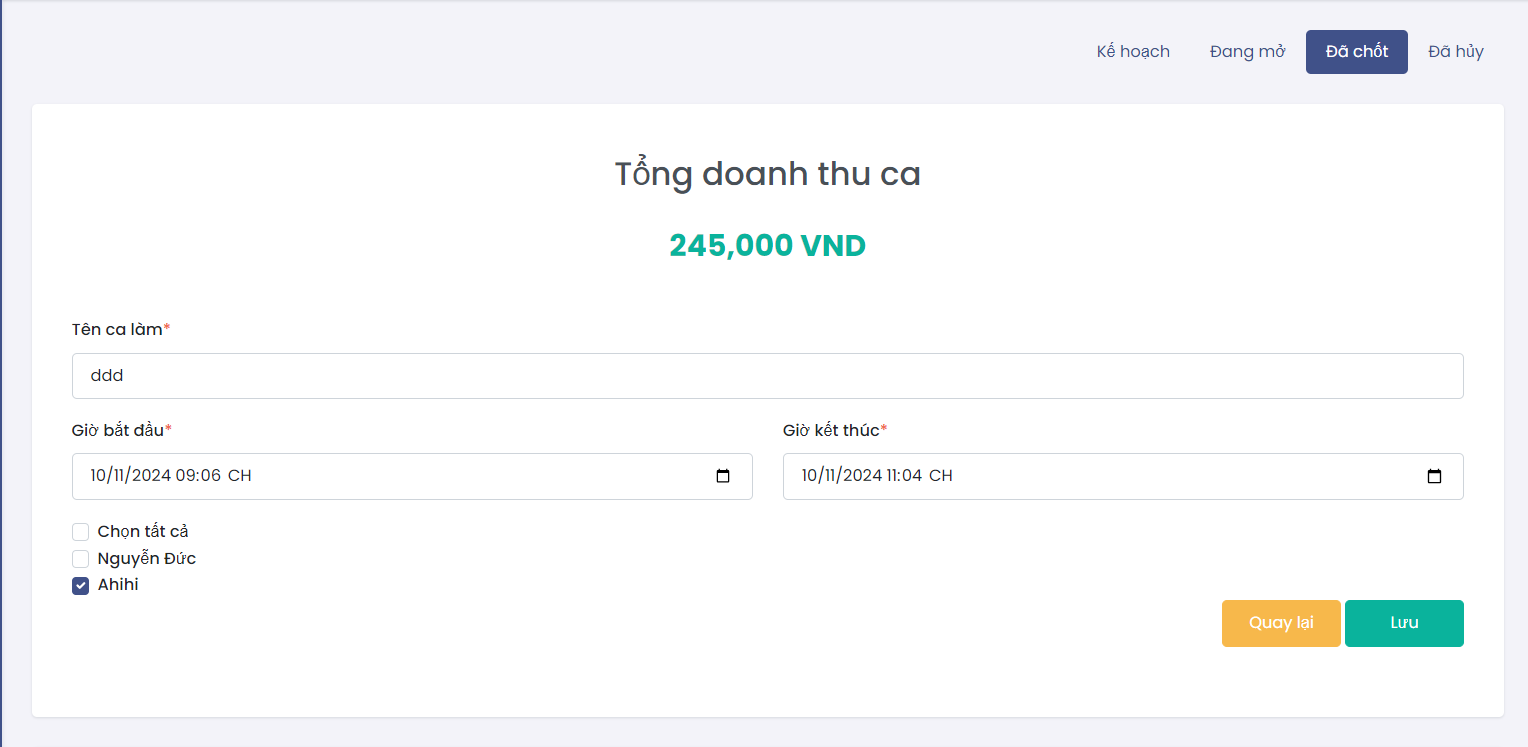 Kế hoạch Đang mở Đã chốt Đã hủy
Tổng doanh thu ca
245,000 VND
Tên ca làm*
ddd
Giờ bắt đầu* Giờ kết thúc*
10/11/2024 09:06 CH 10/11/2024 11:04 CH
Chọn tất cả
Nguyễn Đức
Ahihi
Quay lại Lưu